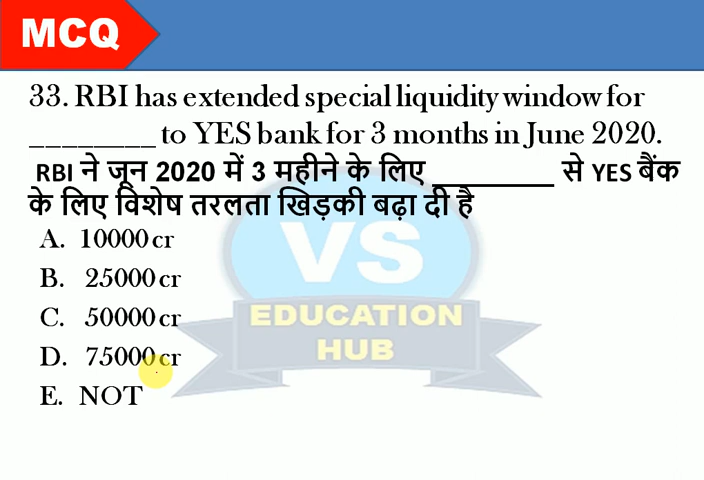 MCQ
33. RBI has extended special liquidity window for
________ to YES bank for 3 months in June 2020.
RBI ने जून 2020 में 3 महीने के लिए ________ से YES बैंक
के लिए विशेष तरलता खिड़की बढ़ा दी है
A. 10000 cr
B. 25000 cr
C. 50000 cr
D. 75000 cr
E. NOT
VS
EDUCATION
HUB